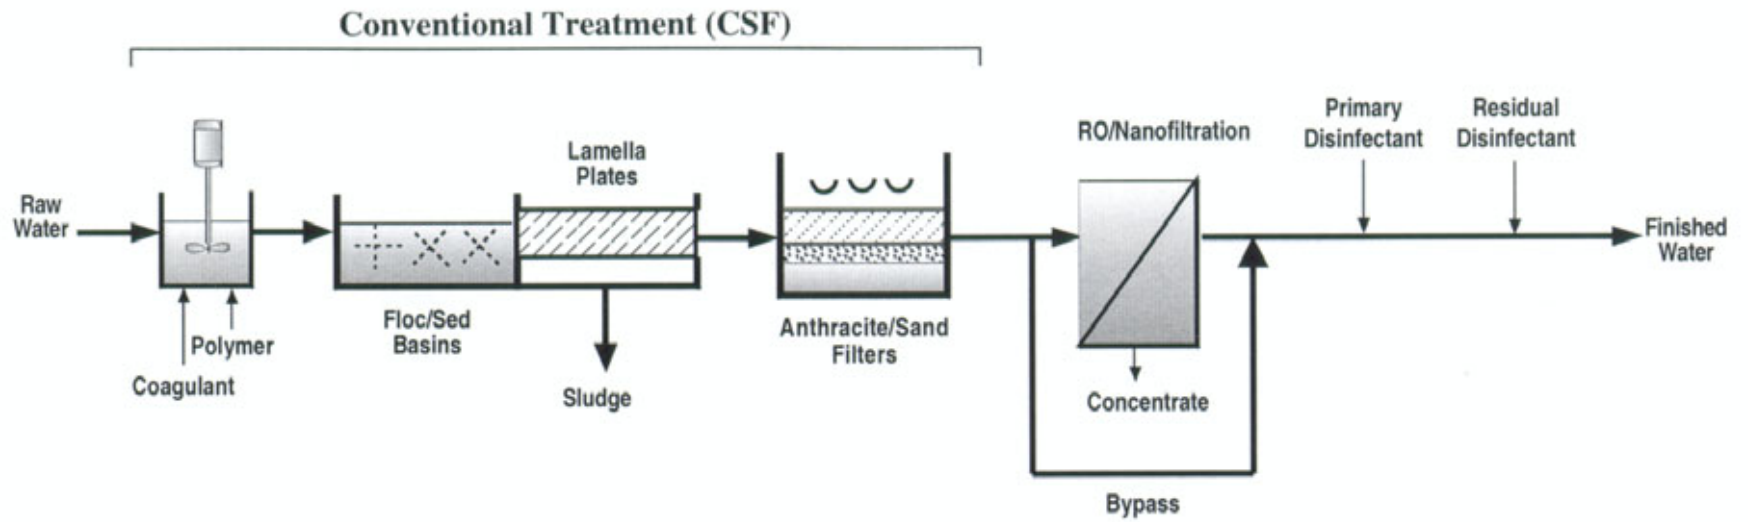 Conventional Treatment (CSF)
Raw
Water
Coagulant
Polymer
Floc/Sed
Basins
Lamella
Plates
Sludge
Anthracite/Sand
Filters
RO/Nanofiltration
Concentrate
Bypass
Primary
Disinfectant
Residual
Disinfectant
Finished
Water